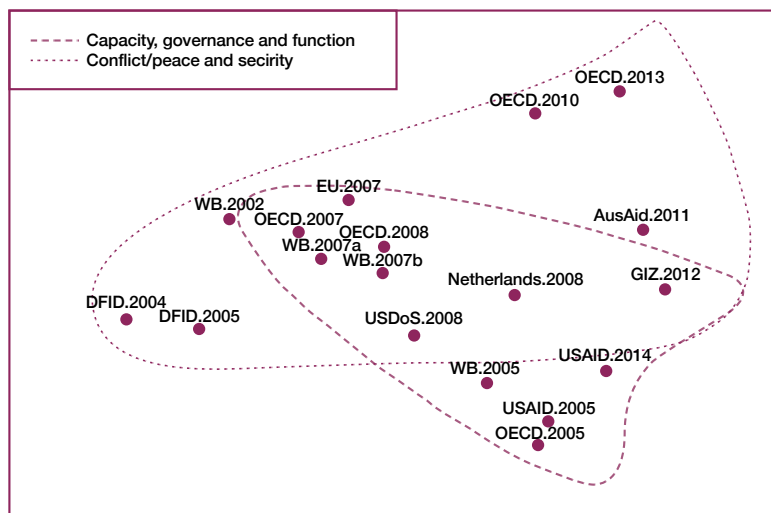 Capacity, governance and function
Conflict/peace and secirity
OECD.2013
OECD.2010
EU.2007
WB.2002
OECD.2007
AusAid.2011
OECD.2008
WB.2007a
WB.2007b
Netherlands.2008
GIZ.2012
DFID.2004
DFID.2005
USDoS.2008
WB.2005
USAID.2014
USAID.2005
OECD.2005